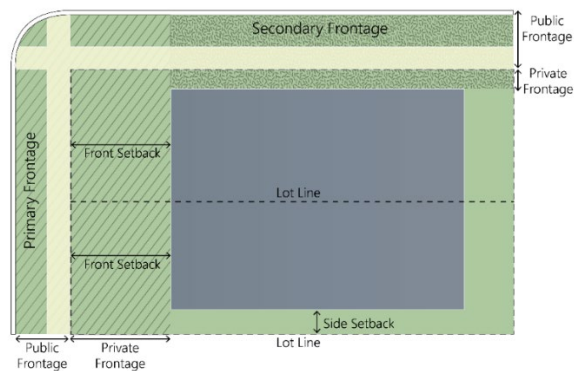 Secondary Frontage
Public
Frontage
Private
Frontage
Primary Frontage
Front Setback
Lot Line
Front Setback
Side Setback
Lot Line
Public
Frontage
Private
Frontage